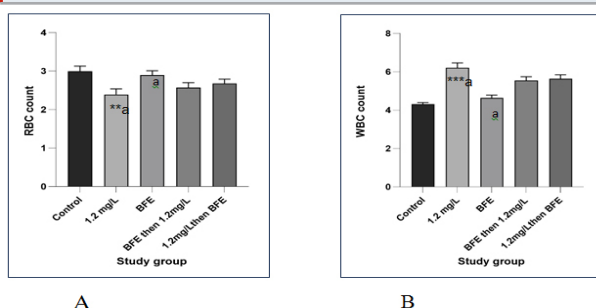 4
3
2
1
0
RBC count
**a
a
Control
1.2 mg/L
BFE
BFE then 1.2mg/L
1.2mg/Lthen BFE
Study group
A
8
6
4
2
0
WBC count
***a
a
Control
1.2 mg/L
BFE
BFE then 1.2mg/L
1.2mg/Lthen BFE
Study group
B